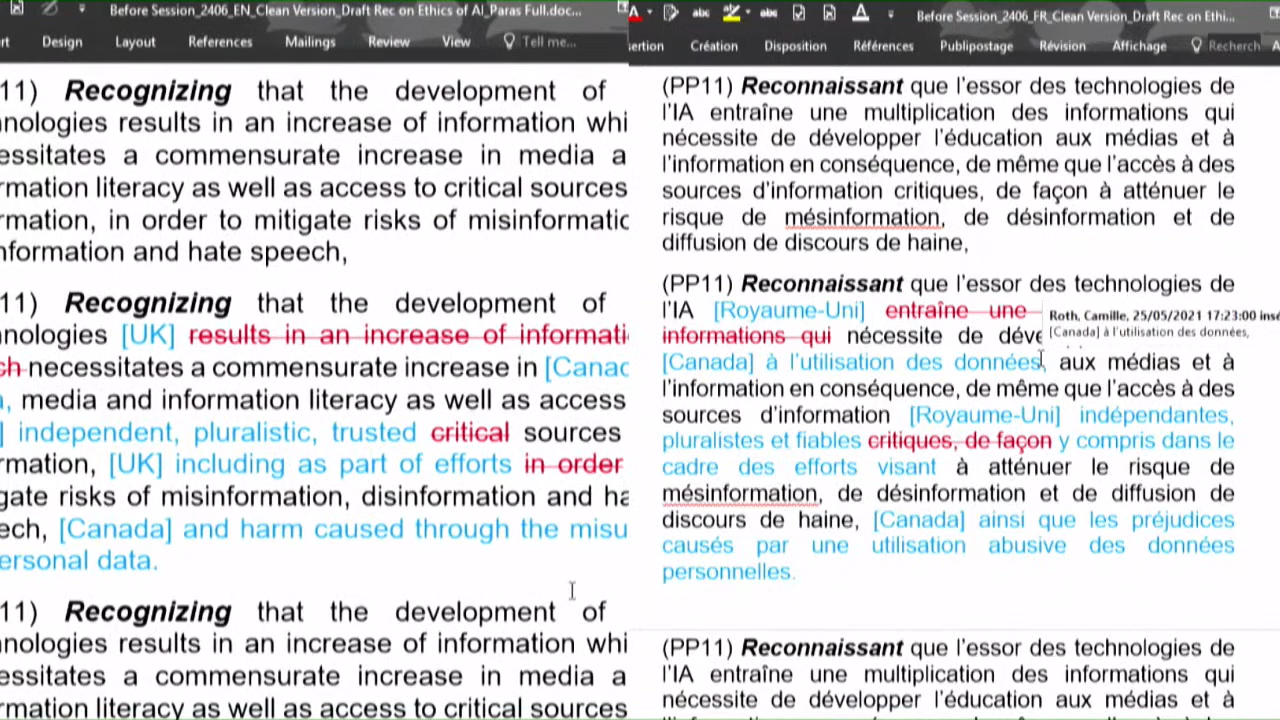 Before Session_2406_EN_Clean Version_Draft Rec on Ethics of AI_Paras Full.doc...
rt Design Layout References Mailings Review View Tell me...
11) Recognizing that the development of
nologies results in an increase of information whi
essitates a commensurate increase in media a
rmation literacy as well as access to critical sources
rmation, in order to mitigate risks of misinformatic
nformation and hate speech,
11) Recognizing that the development of
nologies [UK] results in an increase of informati
ch necessitates a commensurate increase in [Canad
a, media and information literacy as well as access
] independent, pluralistic, trusted critical sources
rmation, [UK] including as part of efforts in order
gate risks of misinformation, disinformation and ha
ech, [Canada] and harm caused through the misu
ersonal data.
11) Recognizing that the development of
nologies results in an increase of information whi
essitates a commensurate increase in media a
rmation literacy as well as access to critical sources
Before Session_2406_FR_Clean Version_Draft Rec on Ethi...
sertion Création Disposition Références Publipostage Révision Affichage Recherch
(PP11) Reconnaissant que l'essor des technologies de
l'IA entraîne une multiplication des informations qui
nécessite de développer l'éducation aux médias et à
l'information en conséquence, de même que l'accès à des
sources d'information critiques, de façon à atténuer le
risque de mésinformation, de désinformation et de
diffusion de discours de haine,
(PP11) Reconnaissant que l'essor des technologies de
l'IA [Royaume-Uni] entraîne une
informations qui nécessite de déve
Roth, Camille, 25/05/2021 17:23:00 insé
[Canada] à l'utilisation des données,
[Canada] à l'utilisation des données, aux médias et à
l'information en conséquence, de même que l'accès à des
sources d'information [Royaume-Uni] indépendantes,
pluralistes et fiables critiques, de façon y compris dans le
cadre des efforts visant à atténuer le risque de
mésinformation, de désinformation et de diffusion de
discours de haine, [Canada] ainsi que les préjudices
causés par une utilisation abusive des données
personnelles.
(PP11) Reconnaissant que l'essor des technologies de
l'IA entraîne une multiplication des informations qui
nécessite de développer l'éducation aux médias et à